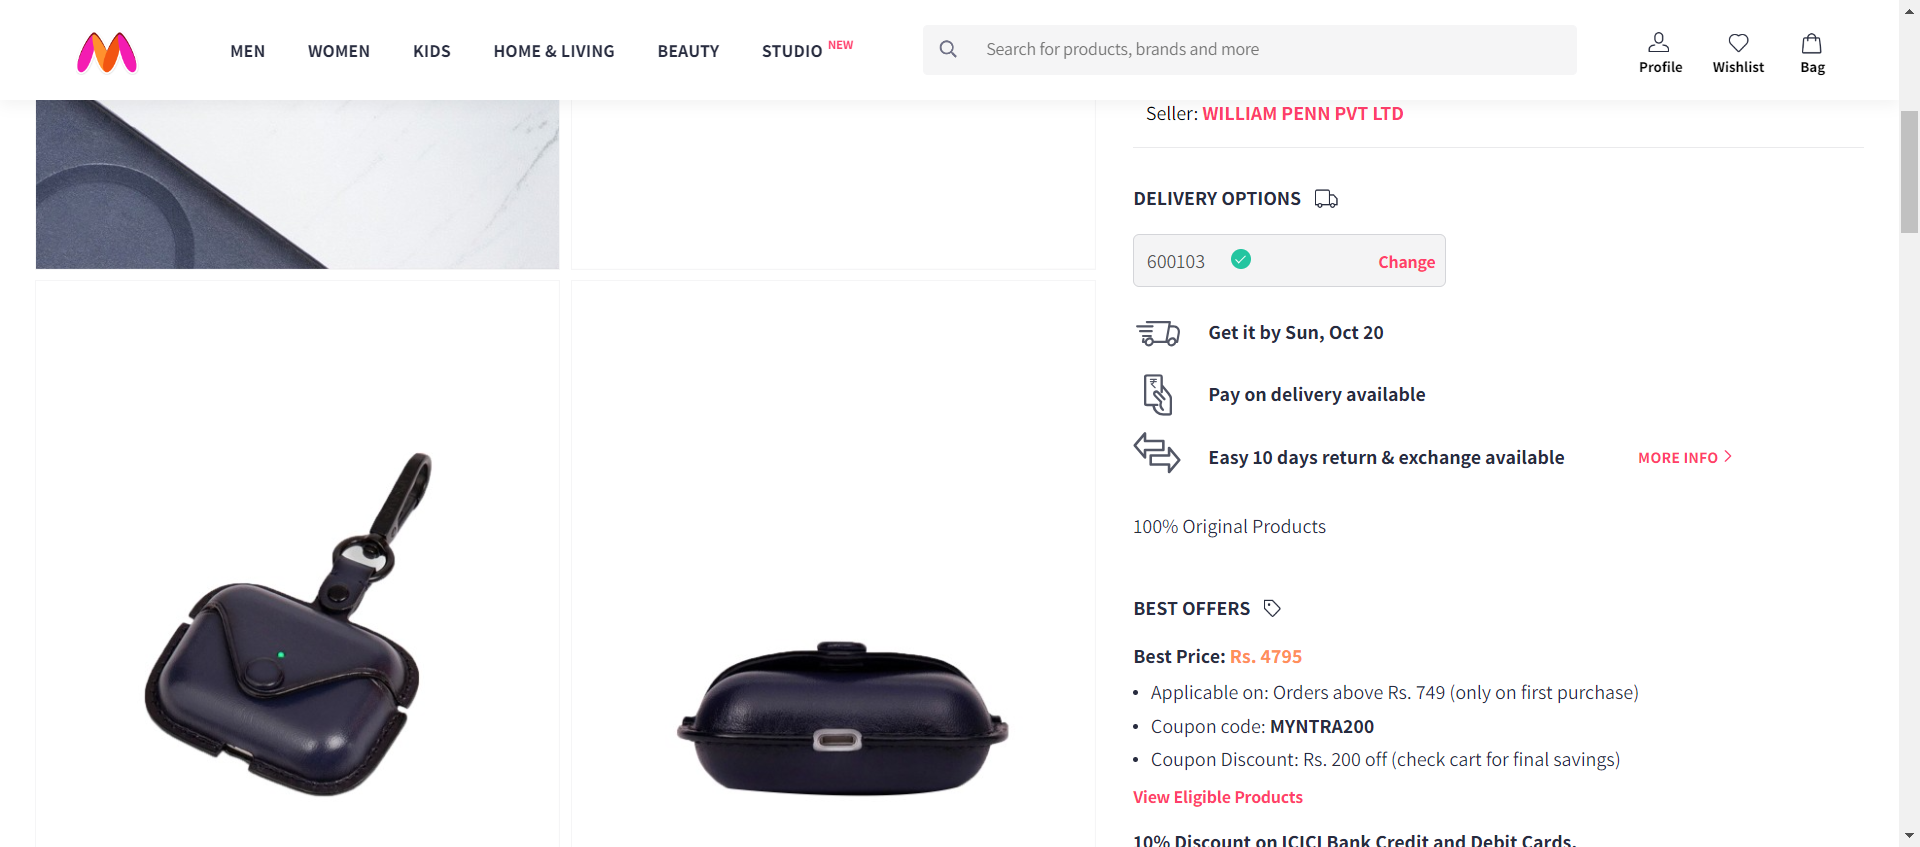 MEN WOMEN KIDS HOME & LIVING BEAUTY STUDIO NEW
Search for products, brands and more
Profile Wishlist Bag
Seller: WILLIAM PENN PVT LTD
DELIVERY OPTIONS
600103 Change
Get it by Sun, Oct 20
Pay on delivery available
Easy 10 days return & exchange available MORE INFO
100% Original Products
BEST OFFERS
Best Price: Rs. 4795
• Applicable on: Orders above Rs. 749 (only on first purchase)
• Coupon code: MYNTRA200
• Coupon Discount: Rs. 200 off (check cart for final savings)
View Eligible Products
10% Discount on ICICI Bank Credit and Debit Cards.